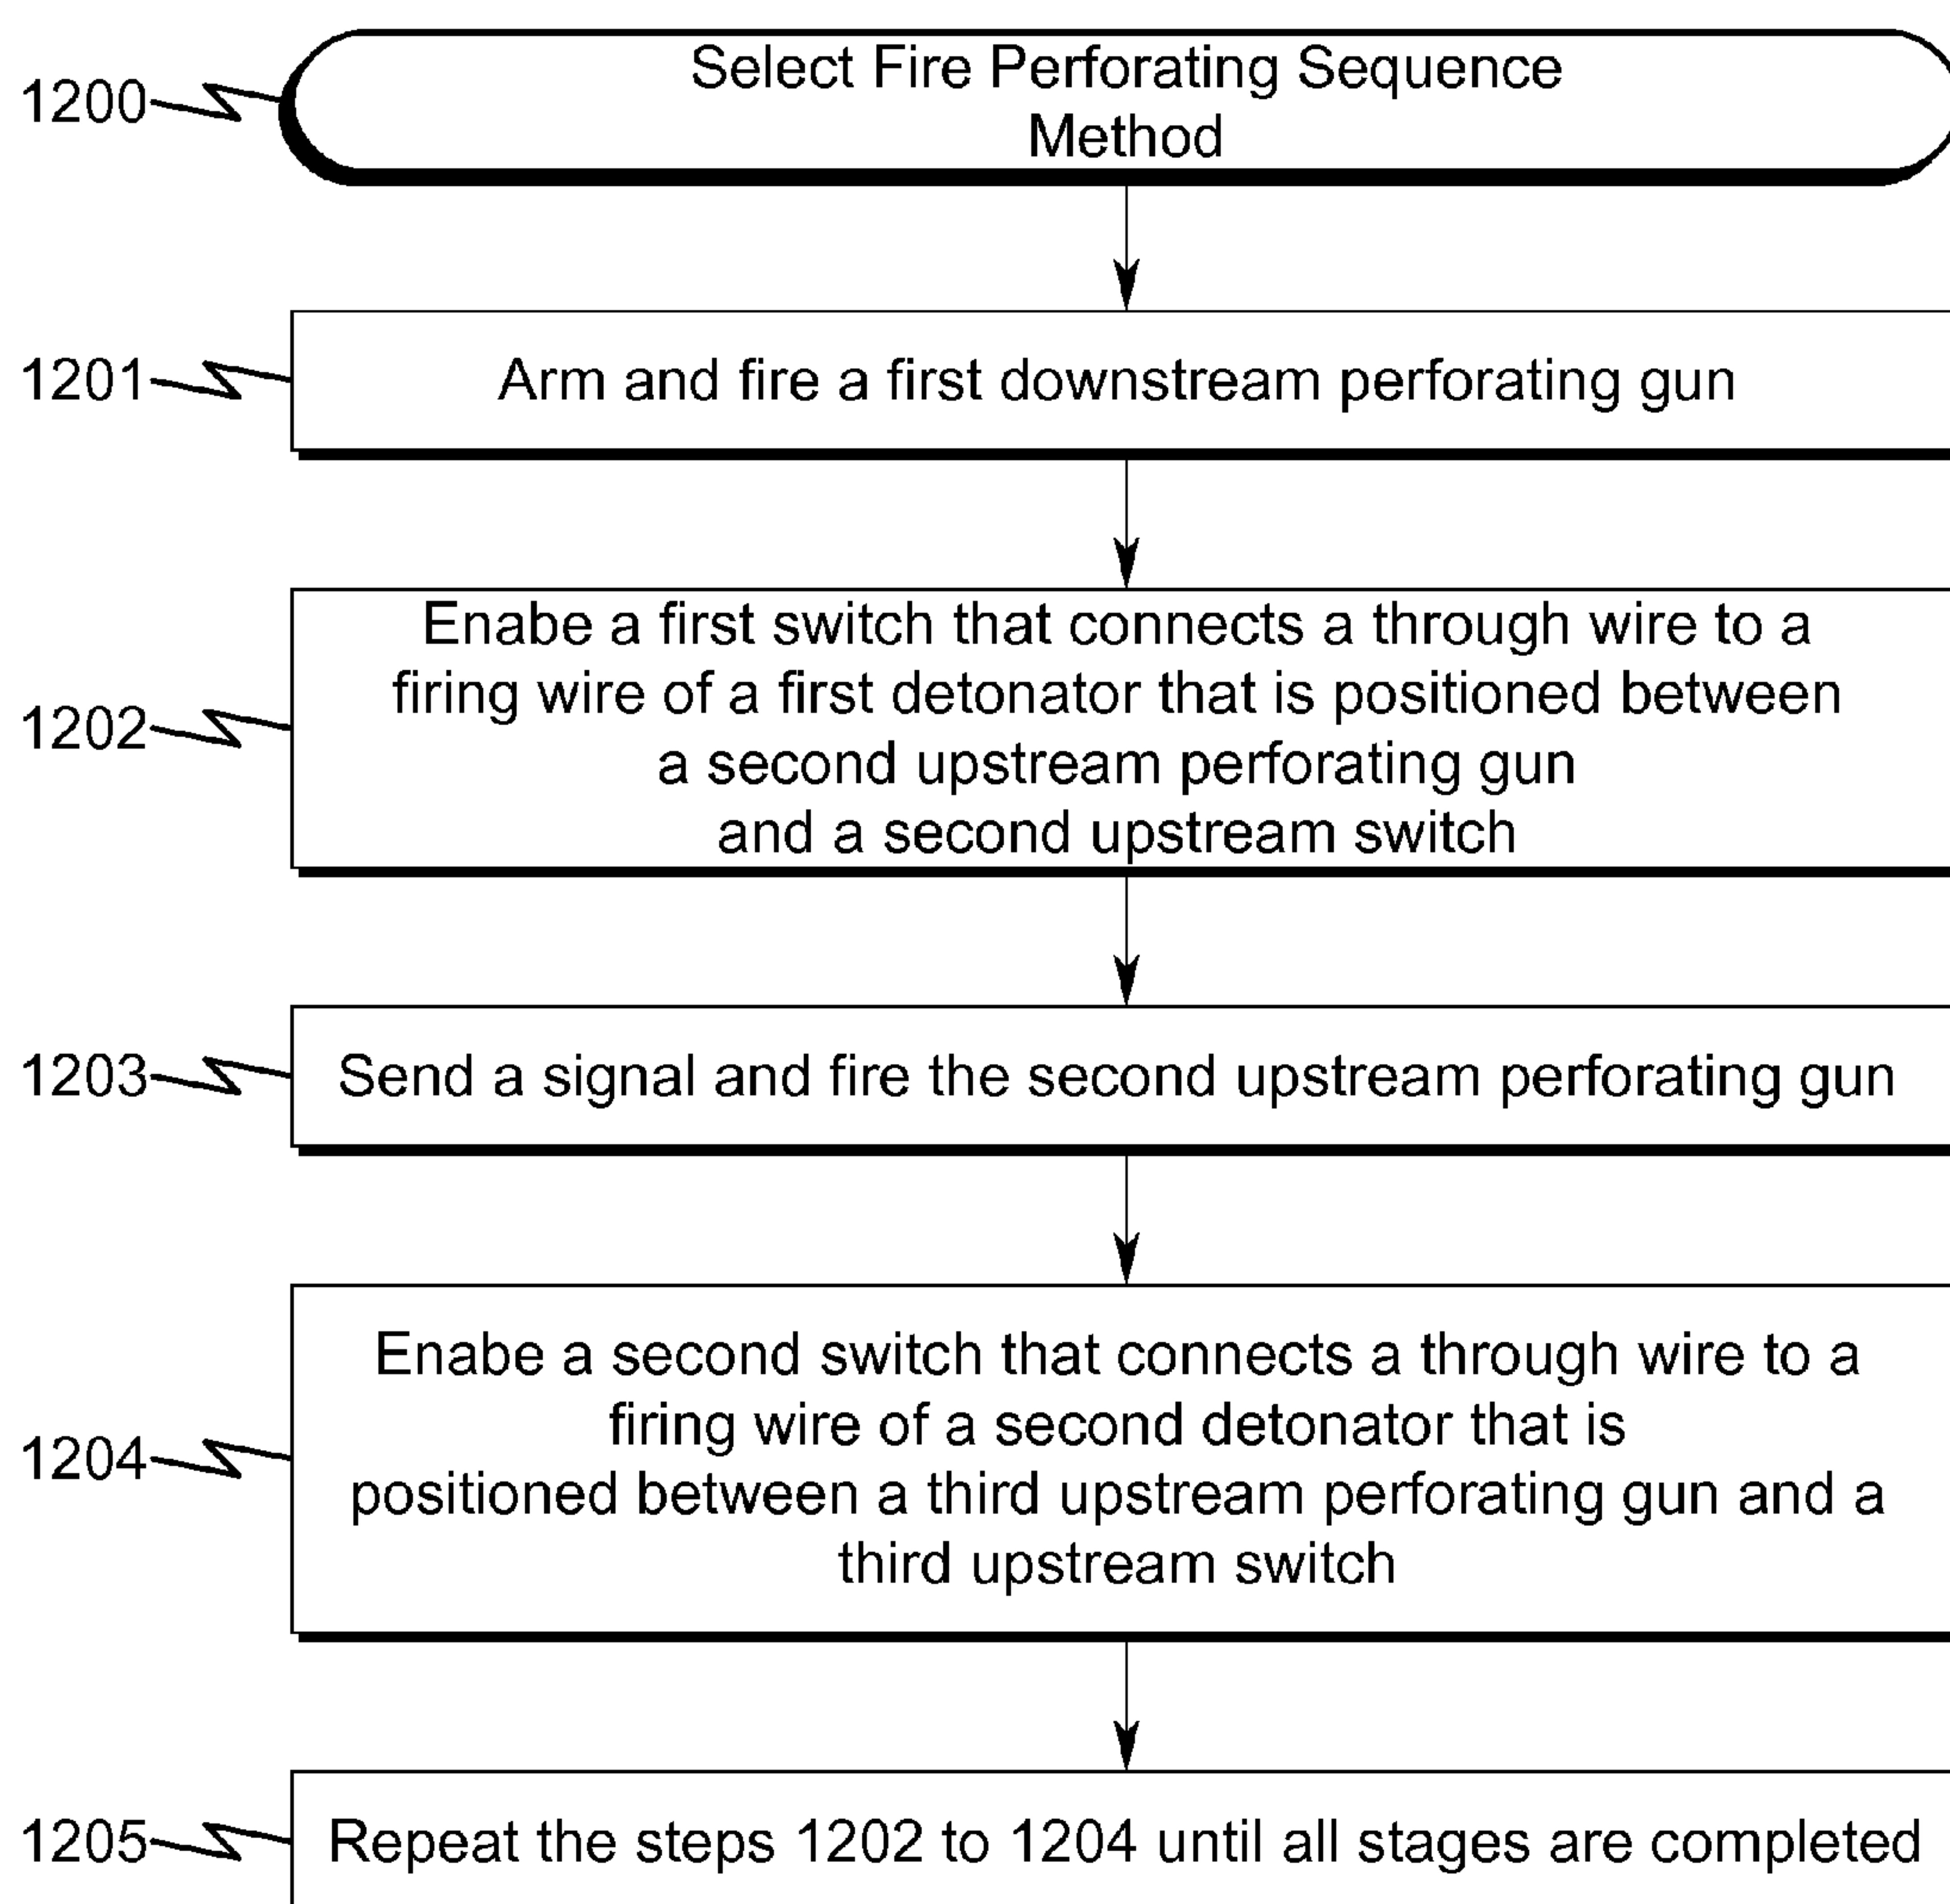 1200
Select Fire Perforating Sequence
Method
1201
Arm and fire a first downstream perforating gun
1202
Enabe a first switch that connects a through wire to a
firing wire of a first detonator that is positioned between
a second upstream perforating gun
and a second upstream switch
1203
Send a signal and fire the second upstream perforating gun
1204
Enabe a second switch that connects a through wire to a
firing wire of a second detonator that is
positioned between a third upstream perforating gun and a
third upstream switch
1205
Repeat the steps 1202 to 1204 until all stages are completed